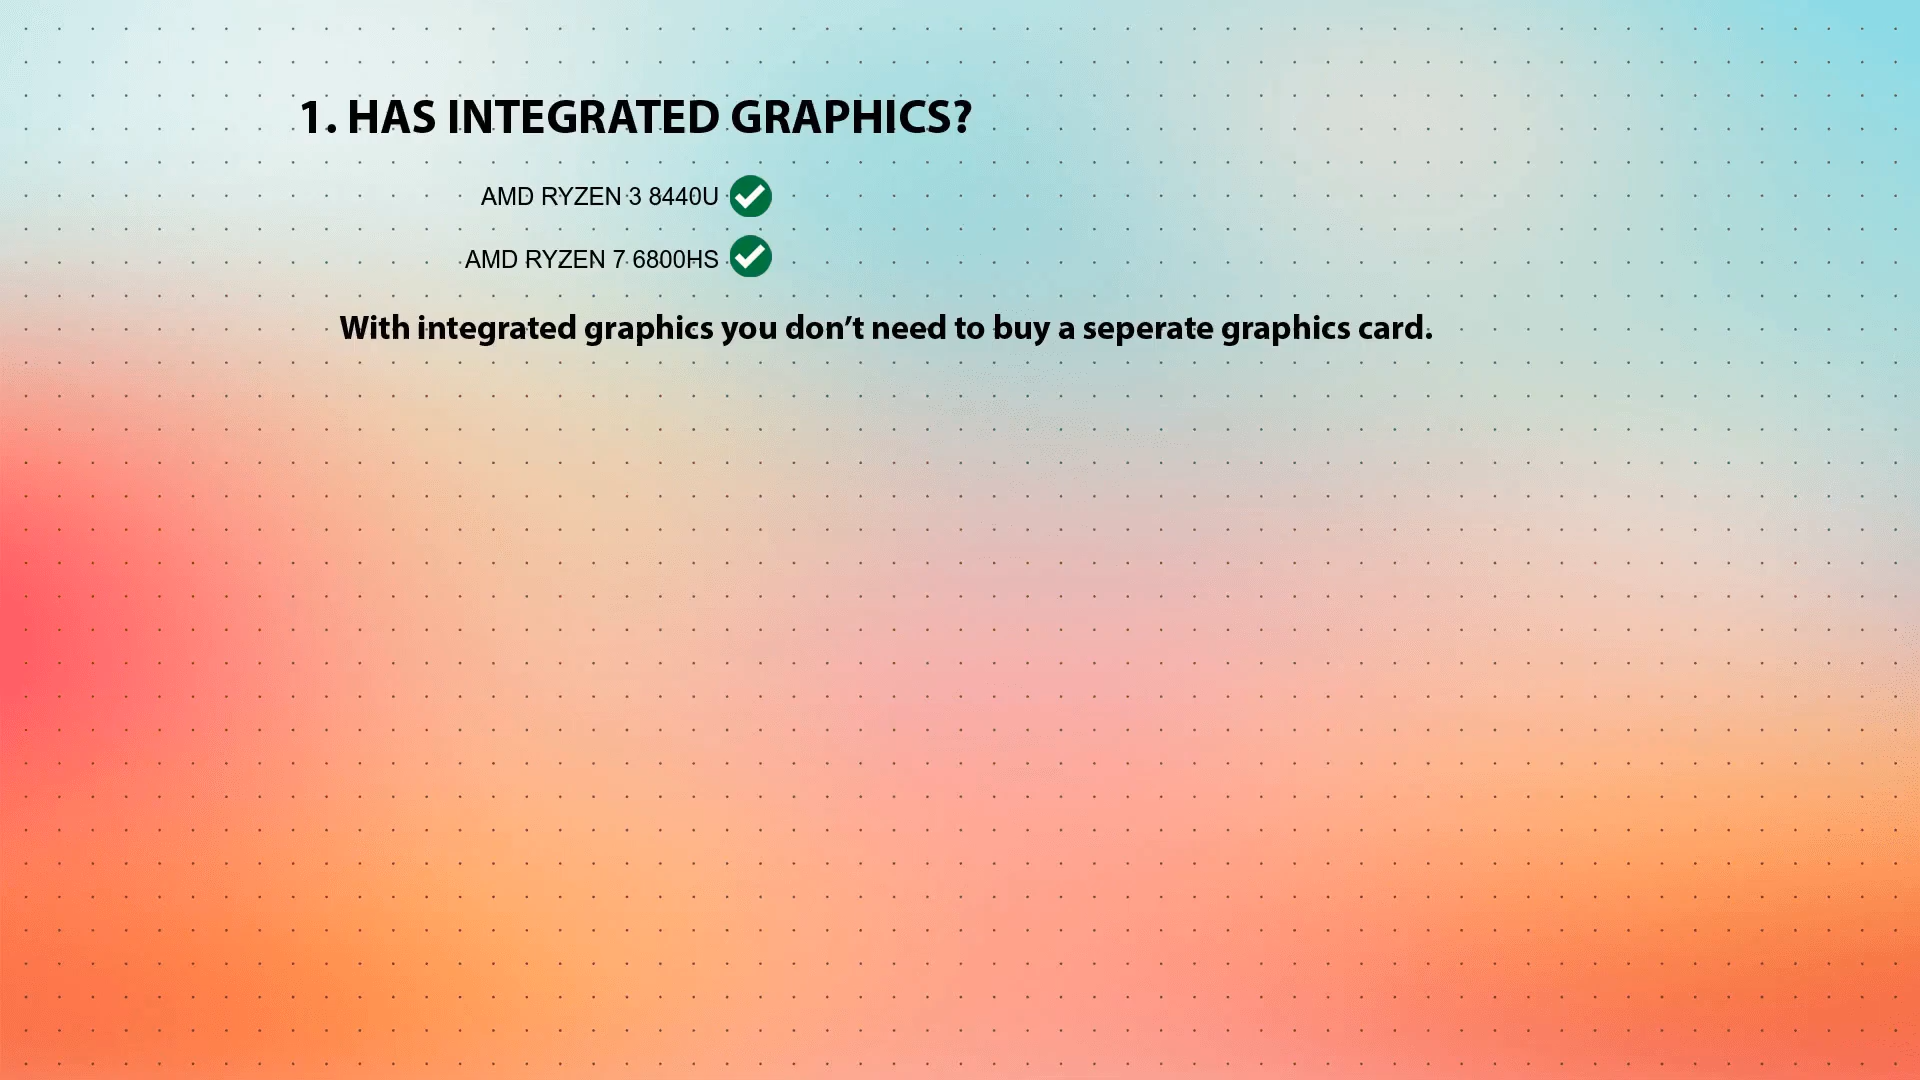 1. HAS INTEGRATED GRAPHICS?
AMD RYZEN 3 8440U
AMD RYZEN 7 6800HS
With integrated graphics you don’t need to buy a seperate graphics card.